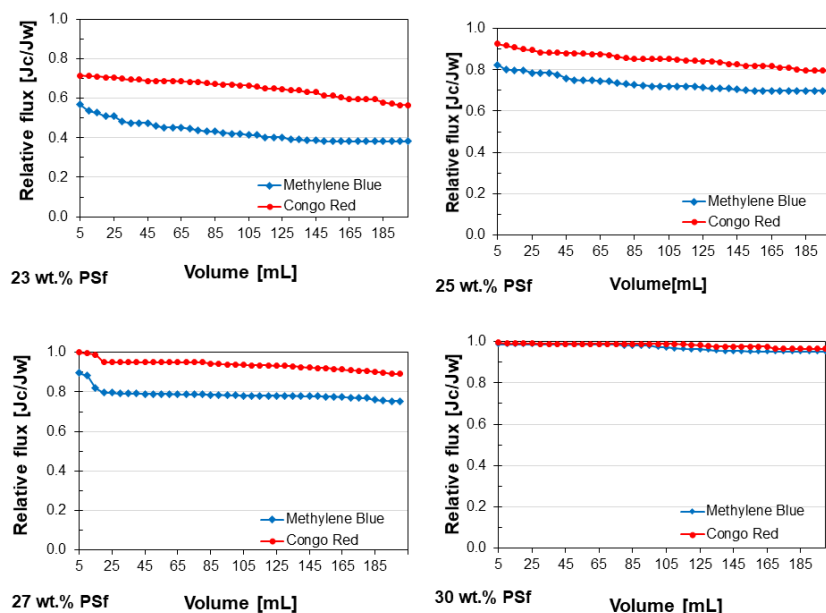 1.0
0.8
0.6
0.4
0.2
0.0
Relative flux [Jc/Jw]
Methylene Blue
Congo Red
5 25 45 65 85 105 125 145 165 185
Volume [mL]
23 wt.% PSf
1.0
0.8
0.6
0.4
0.2
0.0
Relative flux [Jc/Jw]
Methylene Blue
Congo Red
5 25 45 65 85 105 125 145 165 185
Volume[mL]
25 wt.% PSf
1.0
0.8
0.6
0.4
0.2
0.0
Relative flux [Jc/Jw]
Methylene Blue
Congo Red
5 25 45 65 85 105 125 145 165 185
Volume [mL]
27 wt.% PSf
1.0
0.8
0.6
0.4
0.2
0.0
Relative flux [Jc/Jw]
Methylene Blue
Congo Red
5 25 45 65 85 105 125 145 165 185
Volume [mL]
30 wt.% PSf